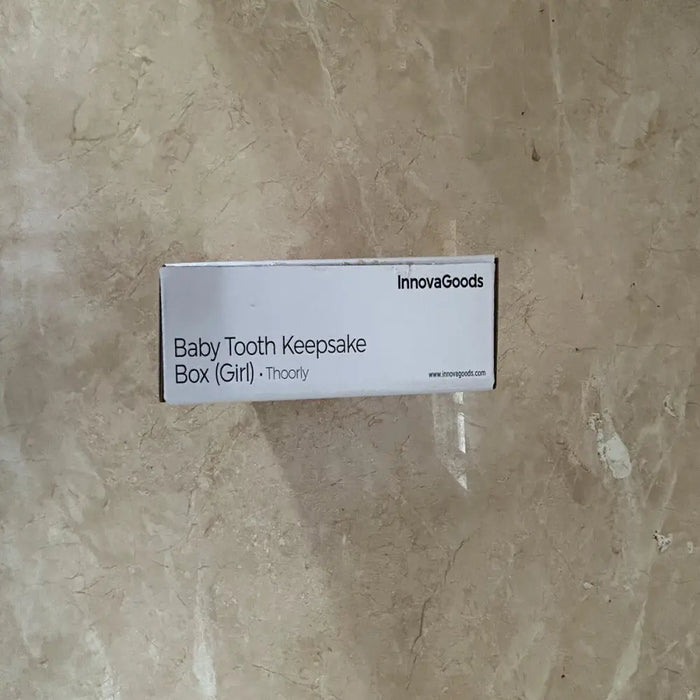 InnovaGoods
Baby Tooth Keepsake
Box (Girl) • Thoorly
www.innovagoods.com